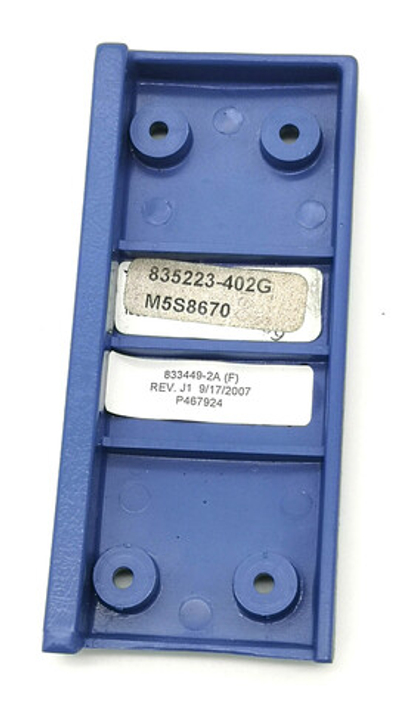 835223-402G
M5S8670
833449-2A (F)
REV. J1 9/17/2007
P467924